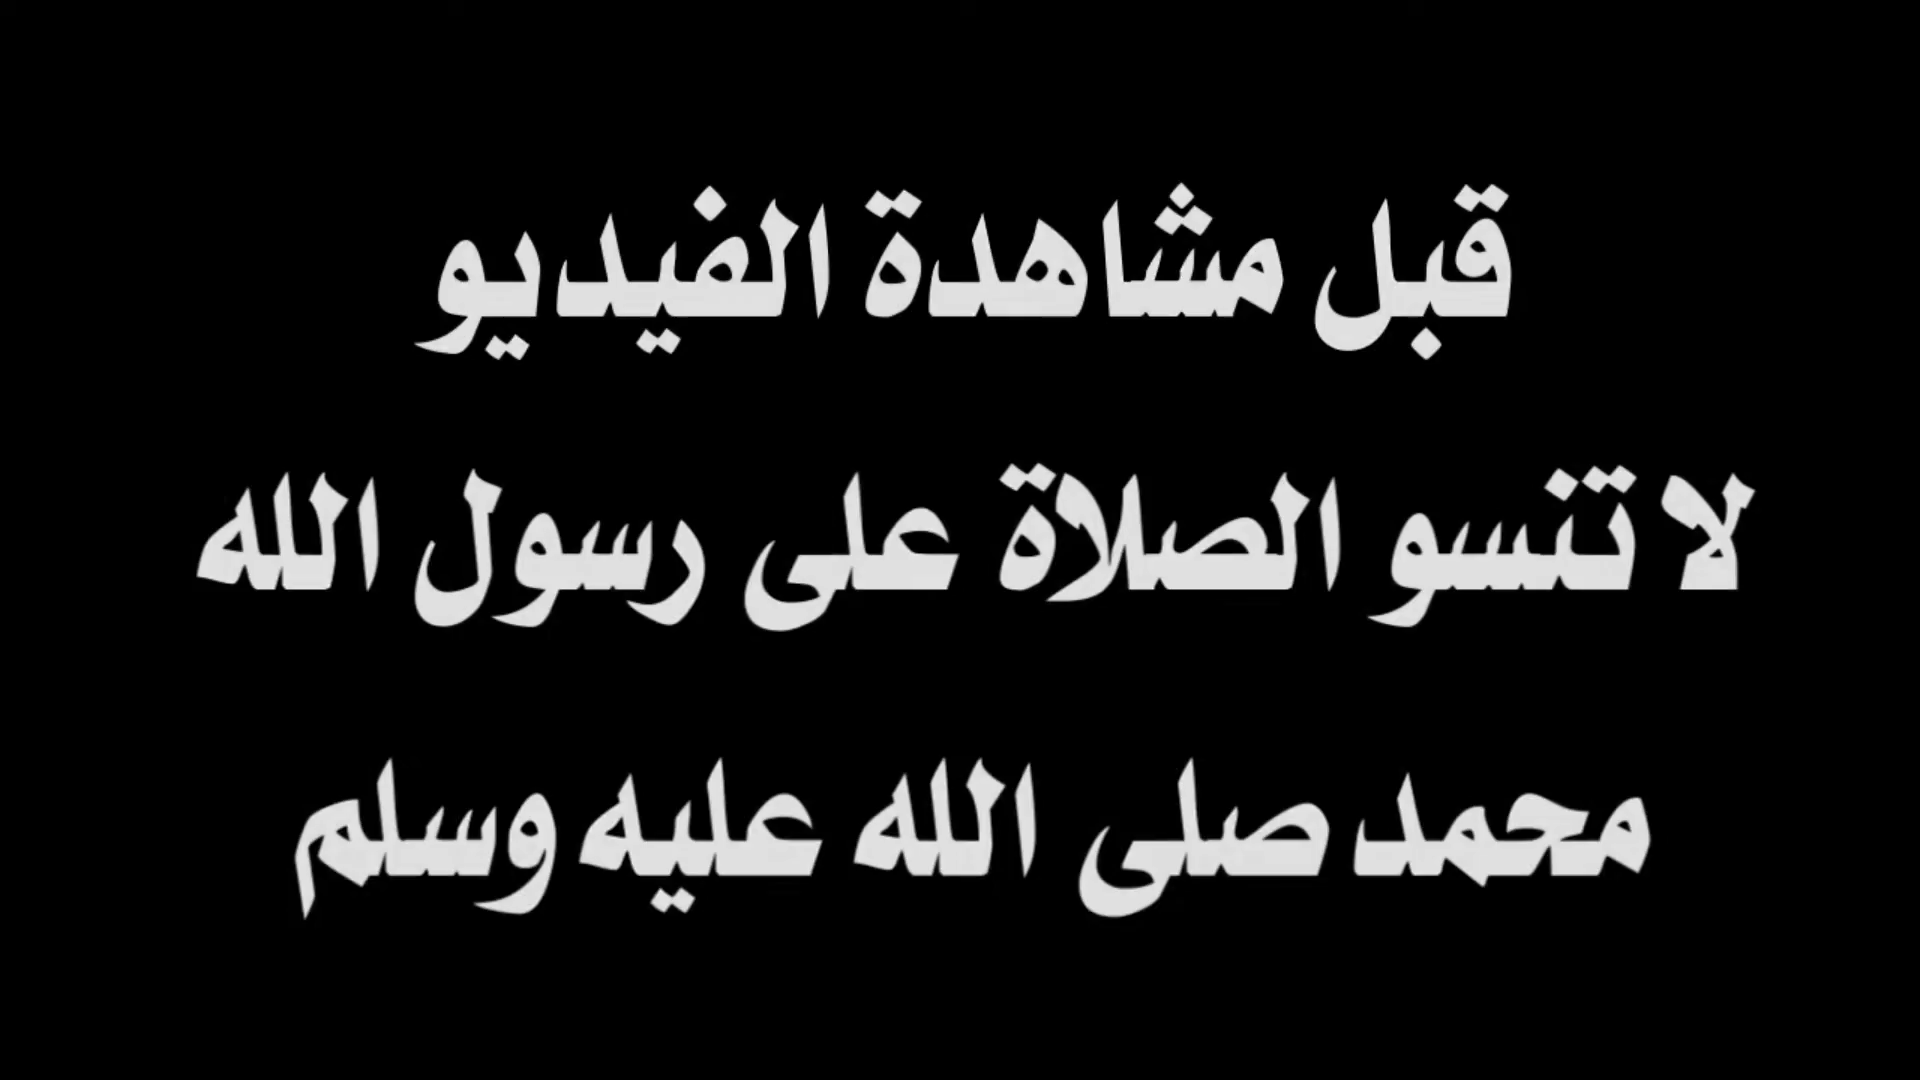 قبل مشاهدة الفيديو
لا تنسو الصلاة على رسول الله
محمد صلى الله عليه وسلم